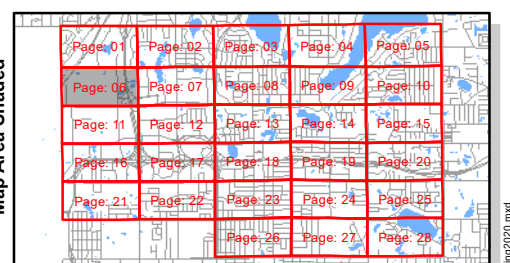 Page: 01 Page: 02 Page: 03 Page: 04 Page: 05
Page: 06 Page: 07 Page: 08 Page: 09 Page: 10
Page: 11 Page: 12 Page: 13 Page: 14 Page: 15
Page: 16 Page: 17 Page: 18 Page: 19 Page: 20
Page: 21 Page: 22 Page: 23 Page: 24 Page: 25
Page: 26 Page: 27 Page: 28
Map Area Shaded